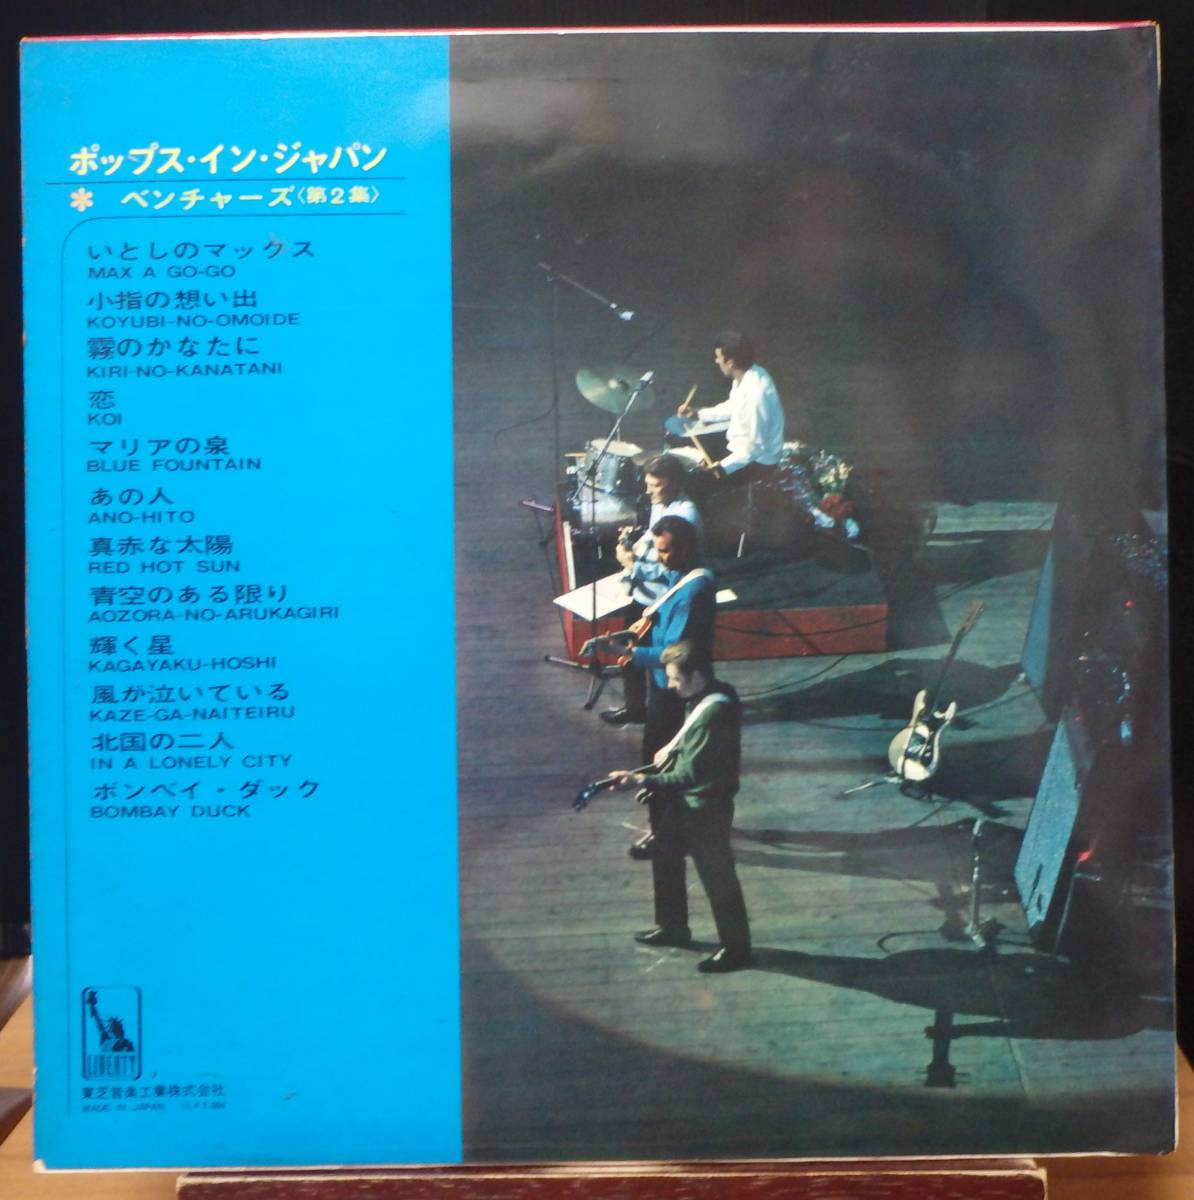 ポップス・イン・ジャパン
* ベンチャーズ〈第2集〉
いとしのマックス
MAX A GO-GO
小指の想い出
KOYUBI-NO-OMOIDE
霧のかなたに
KIRI-NO-KANATANI
恋
KOI
マリアの泉
BLUE FOUNTAIN
あの人
ANO-HITO
真赤な太陽
RED HOT SUN
青空のある限り
AOZORA-NO-ARUKAGIRI
輝く星
KAGAYAKU-HOSHI
風が泣いている
KAZE-GA-NAITEIRU
北国の二人
IN A LONELY CITY
ボンベイ・ダック
BOMBAY DUCK
LIBERTY
東芝音楽工業株式会社
MADE IN JAPAN